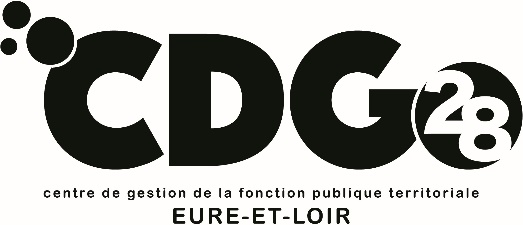 CDG28
centre de gestion de la fonction publique territoriale
EURE-ET-LOIR